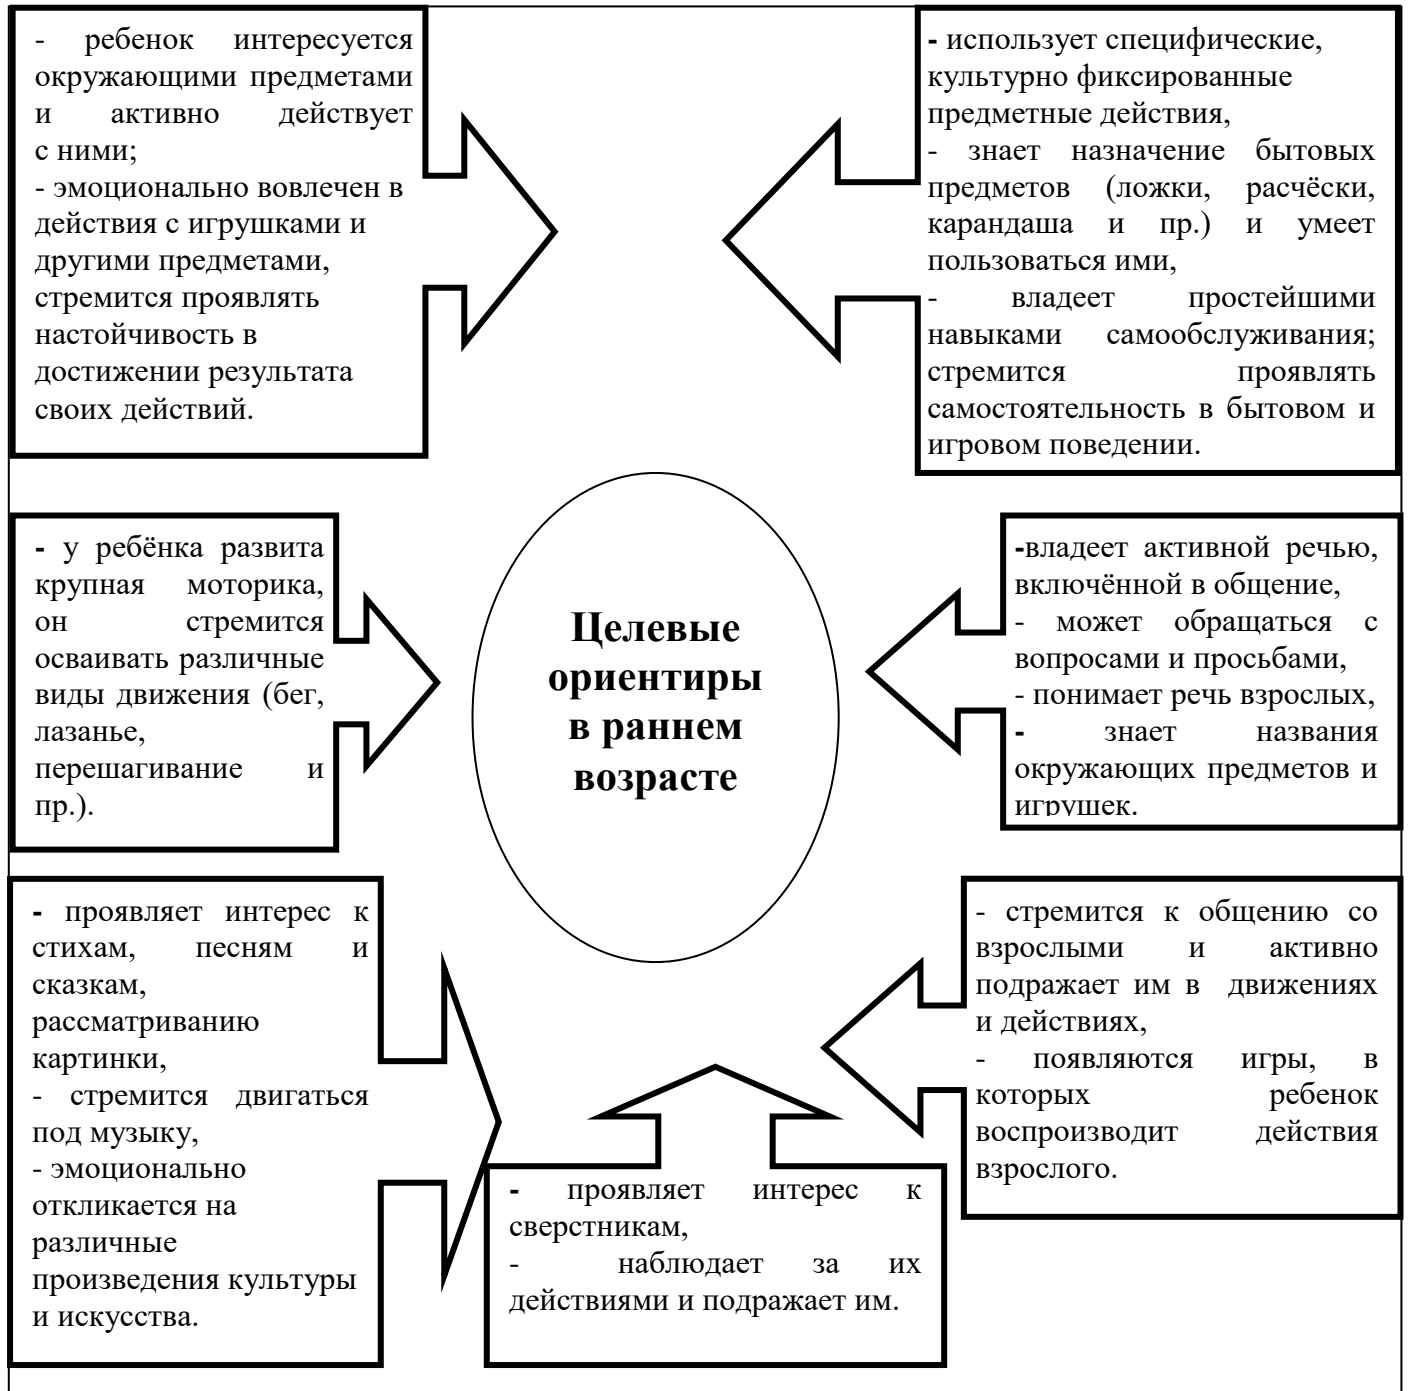 - ребенок интересуется
окружающими предметами
и активно действует
с ними;
- эмоционально вовлечен в
действия с игрушками и
другими предметами,
стремится проявлять
настойчивость в
достижении результата
своих действий.
- использует специфические,
культурно фиксированные
предметные действия,
- знает назначение бытовых
предметов (ложки, расчёски,
карандаша и пр.) и умеет
пользоваться ими,
- владеет простейшими
навыками самообслуживания;
стремится проявлять
самостоятельность в бытовом и
игровом поведении.
- у ребёнка развита
крупная моторика,
он стремится
осваивать различные
виды движения (бег,
лазанье,
перешагивание и
пр.).
Целевые
ориентиры
в раннем
возрасте
-владеет активной речью,
включённой в общение,
- может обращаться с
вопросами и просьбами,
- понимает речь взрослых,
- знает названия
окружающих предметов и
игрушек.
- проявляет интерес к
стихам, песням и
сказкам,
рассматриванию
картинки,
- стремится двигаться
под музыку,
- эмоционально
откликается на
различные
произведения культуры
и искусства.
- проявляет интерес к
сверстникам,
- наблюдает за их
действиями и подражает им.
- стремится к общению со
взрослыми и активно
подражает им в движениях
и действиях,
- появляются игры, в
которых ребенок
воспроизводит действия
взрослого.